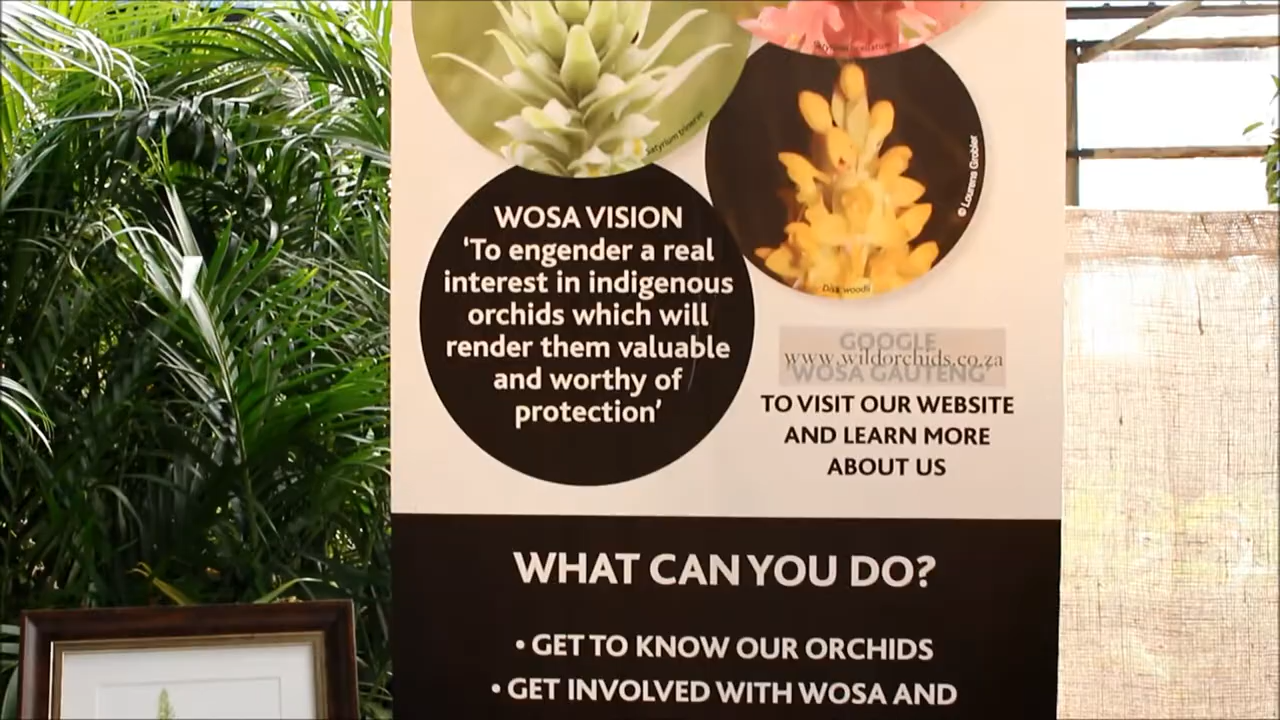 Satyrium trinerve
© Lourens Grobler
Disa woodii
WOSA VISION
‘To engender a real
interest in indigenous
orchids which will
render them valuable
and worthy of
protection’
GOOGLE
www.wildorchids.co.za
WOSA GAUTENG
TO VISIT OUR WEBSITE
AND LEARN MORE
ABOUT US
WHAT CAN YOU DO?
• GET TO KNOW OUR ORCHIDS
• GET INVOLVED WITH WOSA AND